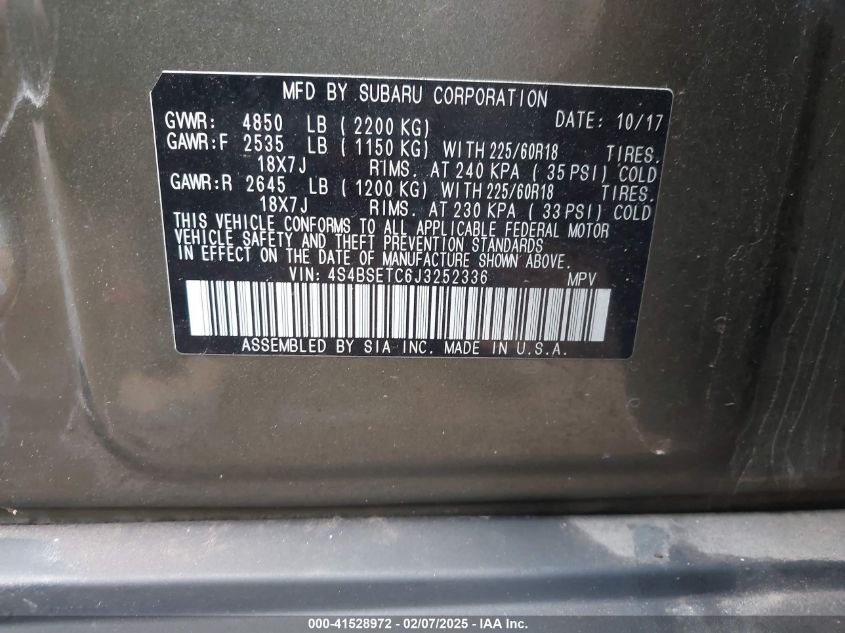 MFD BY SUBARU CORPORATION
GVWR: 4850 LB ( 2200 KG) DATE: 10/17
GAWR:F 2535 LB ( 1150 KG) WITH 225/60R18 TIRES.
18X7J RIMS. AT 240 KPA ( 35 PSI) COLD
GAWR:R 2645 LB ( 1200 KG) WITH 225/60R18 TIRES.
18X7J RIMS. AT 230 KPA ( 33 PSI) COLD
THIS VEHICLE CONFORMS TO ALL APPLICABLE FEDERAL MOTOR
VEHICLE SAFETY AND THEFT PREVENTION STANDARDS
IN EFFECT ON THE DATE OF MANUFACTURE SHOWN ABOVE.
VIN: 4S4BSETC6J3252336 MPV
ASSEMBLED BY SIA INC. MADE IN U.S.A.
000-41528972 - 02/07/2025 - IAA Inc.